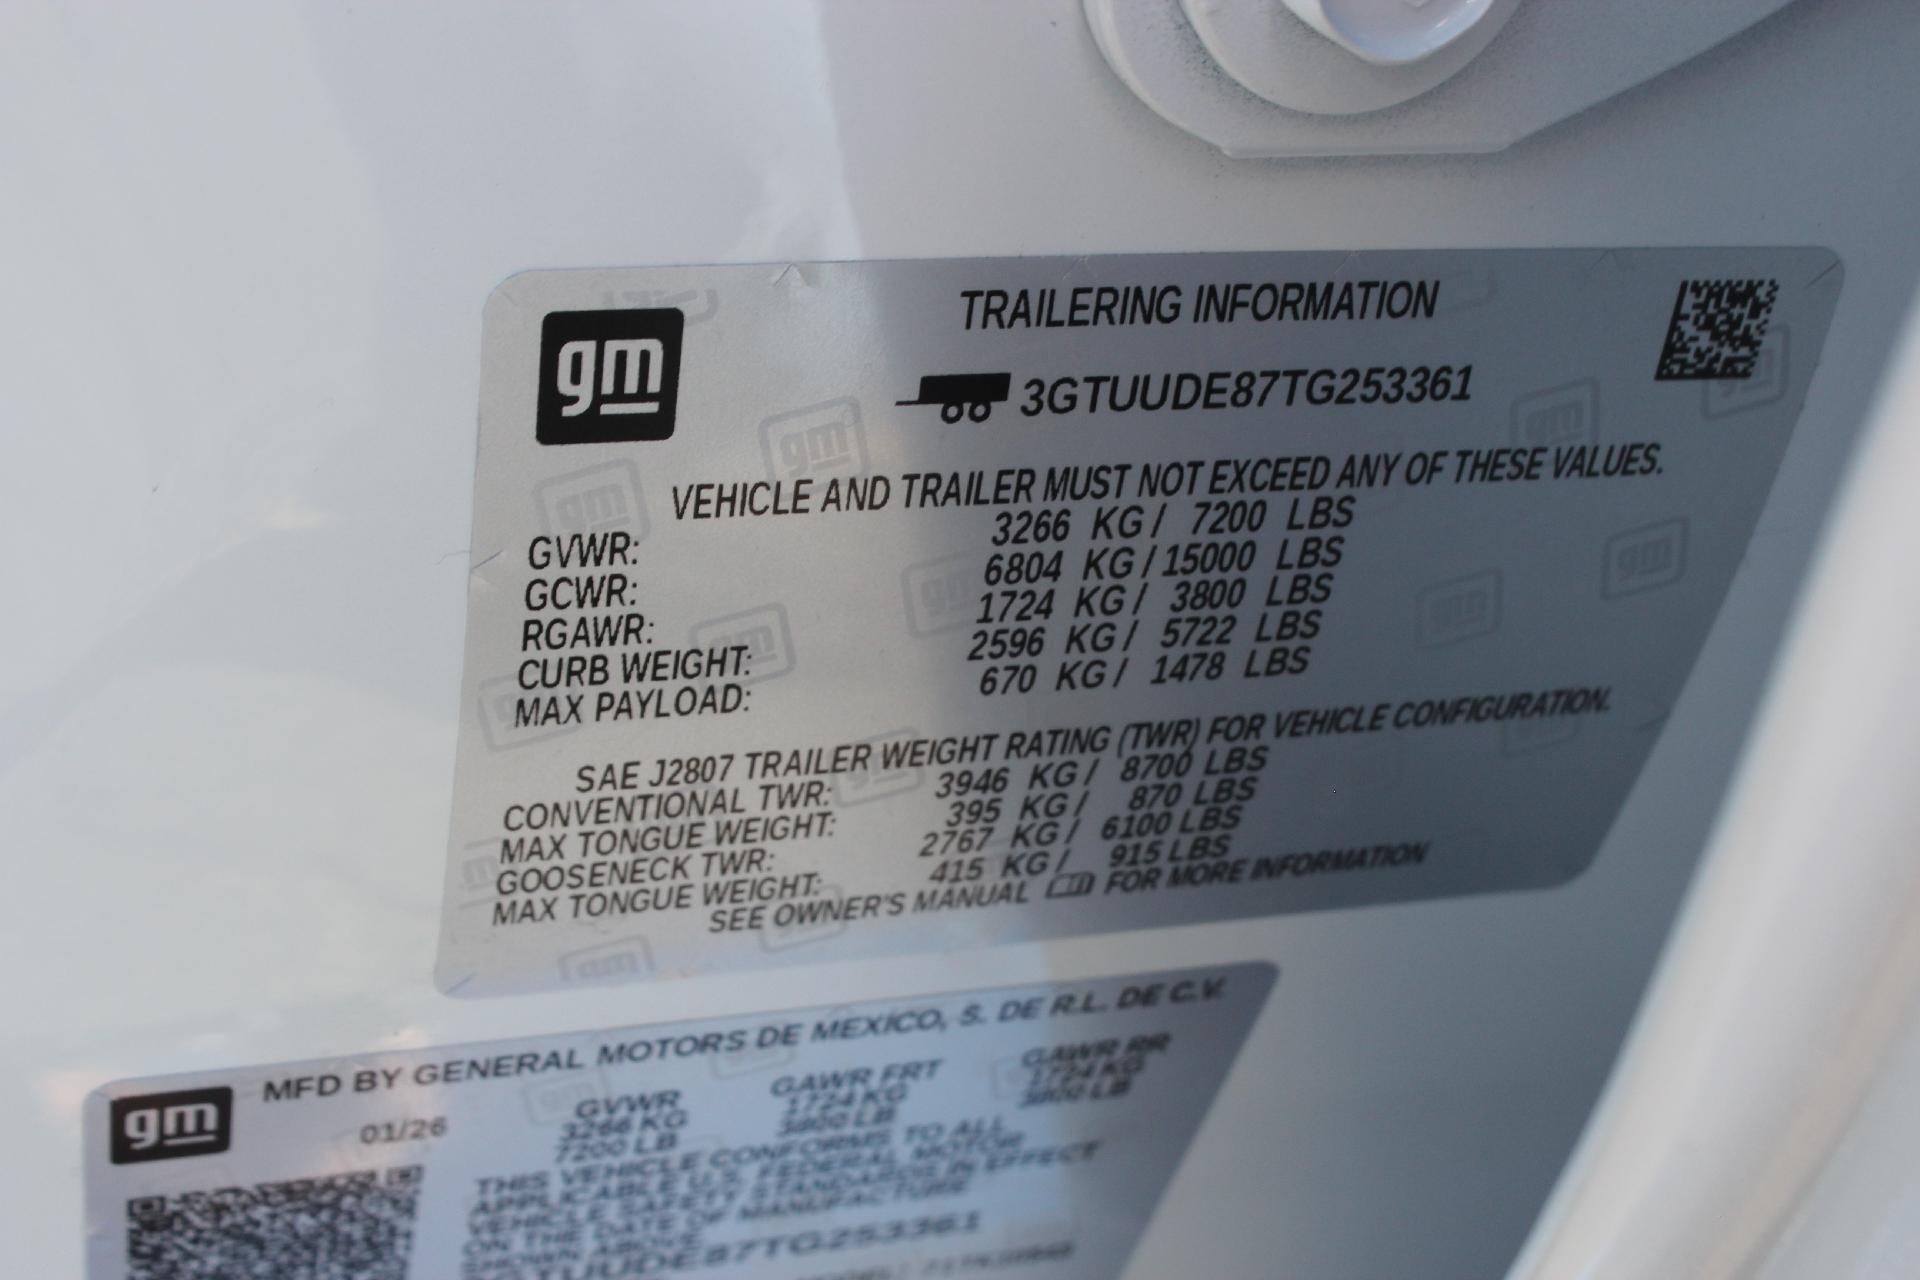 gm
TRAILERING INFORMATION
3GTUUDE87TG253361
VEHICLE AND TRAILER MUST NOT EXCEED ANY OF THESE VALUES.
GVWR: 3266 KG / 7200 LBS
GCWR: 6804 KG / 15000 LBS
RGAWR: 1724 KG / 3800 LBS
CURB WEIGHT: 2596 KG / 5722 LBS
MAX PAYLOAD: 670 KG / 1478 LBS
SAE J2807 TRAILER WEIGHT RATING (TWR) FOR VEHICLE CONFIGURATION.
CONVENTIONAL TWR: 3946 KG / 8700 LBS
MAX TONGUE WEIGHT: 395 KG / 870 LBS
GOOSENECK TWR: 2767 KG / 6100 LBS
MAX TONGUE WEIGHT: 415 KG / 915 LBS
SEE OWNER'S MANUAL FOR MORE INFORMATION
gm
MFD BY GENERAL MOTORS DE MEXICO, S. DE R.L. DE C.V.
01/26 GVWR GAWR FRT GAWR RR
3266 KG 1724 KG 1724 KG
7200 LB 3800 LB 3800 LB
THIS VEHICLE CONFORMS TO ALL
APPLICABLE U.S. FEDERAL MOTOR
VEHICLE SAFETY STANDARDS IN EFFECT
ON THE DATE OF MANUFACTURE
SHOWN ABOVE.
3GTUUDE87TG253361